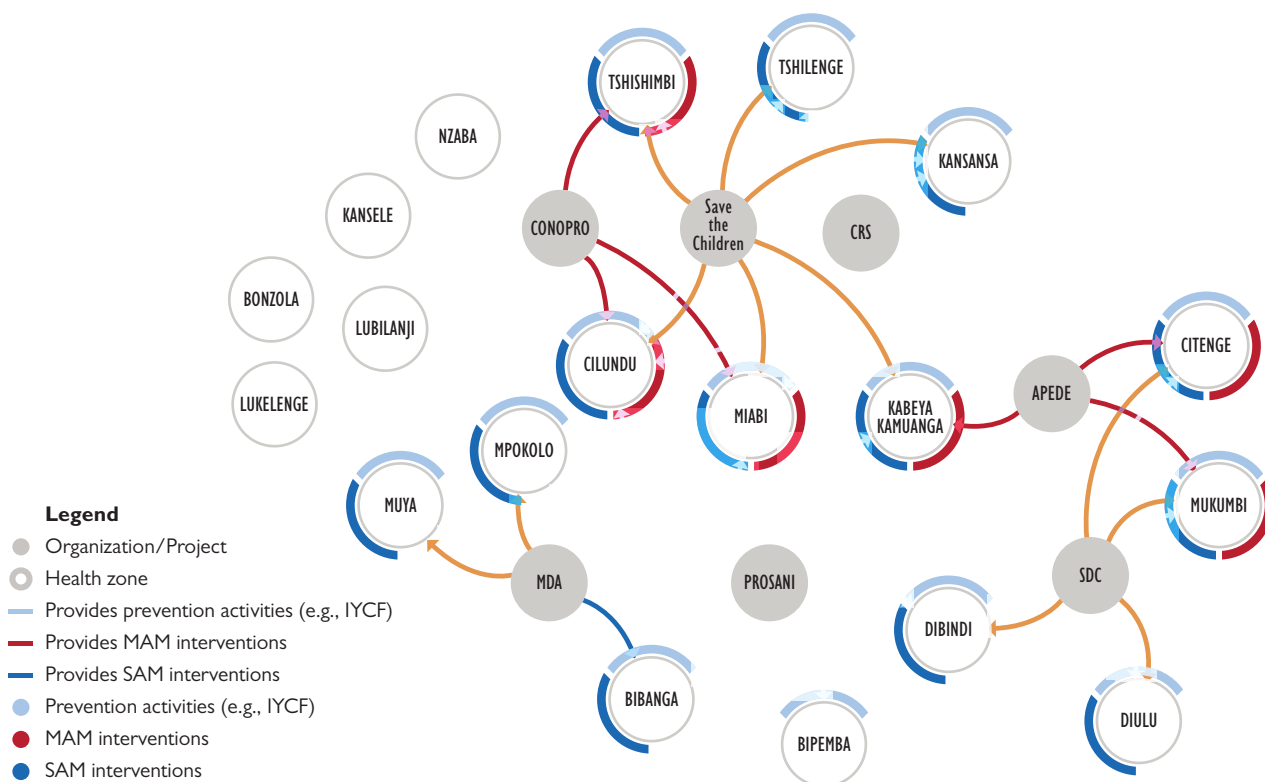 TSHISHIMBI
TSHILENGE
NZABA
KANSANSA
KANSELE
CONOPRO
Save
the
Children
CRS
BONZOLA
LUBILANJI
CILUNDU
CITENGE
LUKELENGE
MIABI
KABEYA
KAMUANGA
APEDE
MPOKOLO
MUYA
MUKUMBI
MDA
PROSANI
SDC
DIBINDI
BIBANGA
BIPEMBA
DIULU
Legend
Organization/Project
Health zone
Provides prevention activities (e.g., IYCF)
Provides MAM interventions
Provides SAM interventions
Prevention activities (e.g., IYCF)
MAM interventions
SAM interventions